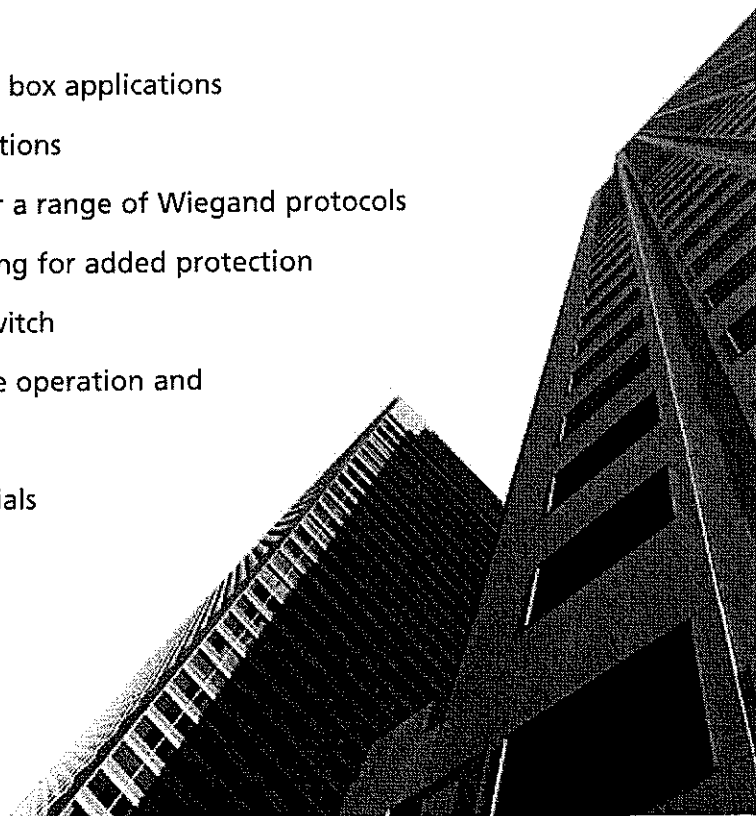 box applications
tions
r a range of Wiegand protocols
ng for added protection
vitch
e operation and
ials